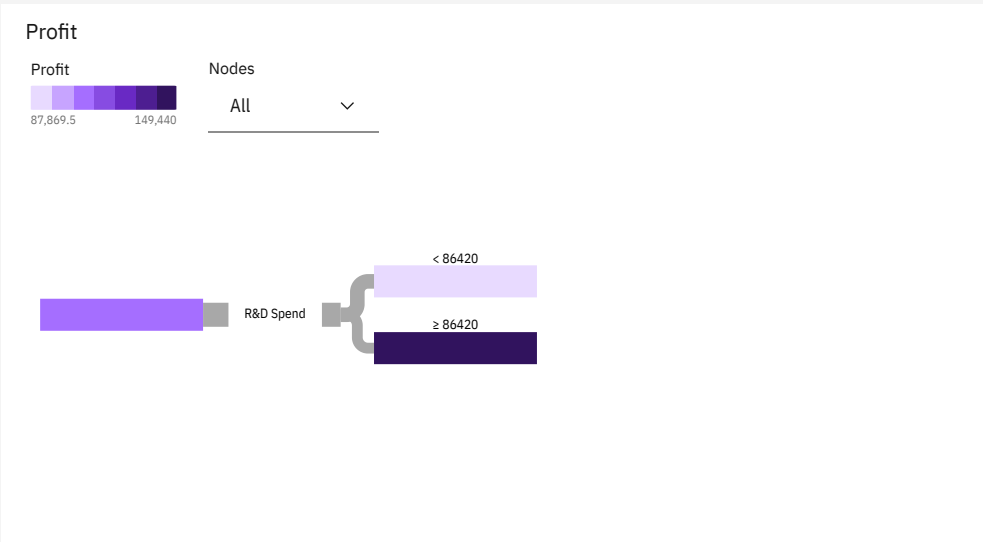 Profit
Profit
87,869.5 149,440
Nodes
All
R&D Spend
< 86420
≥ 86420